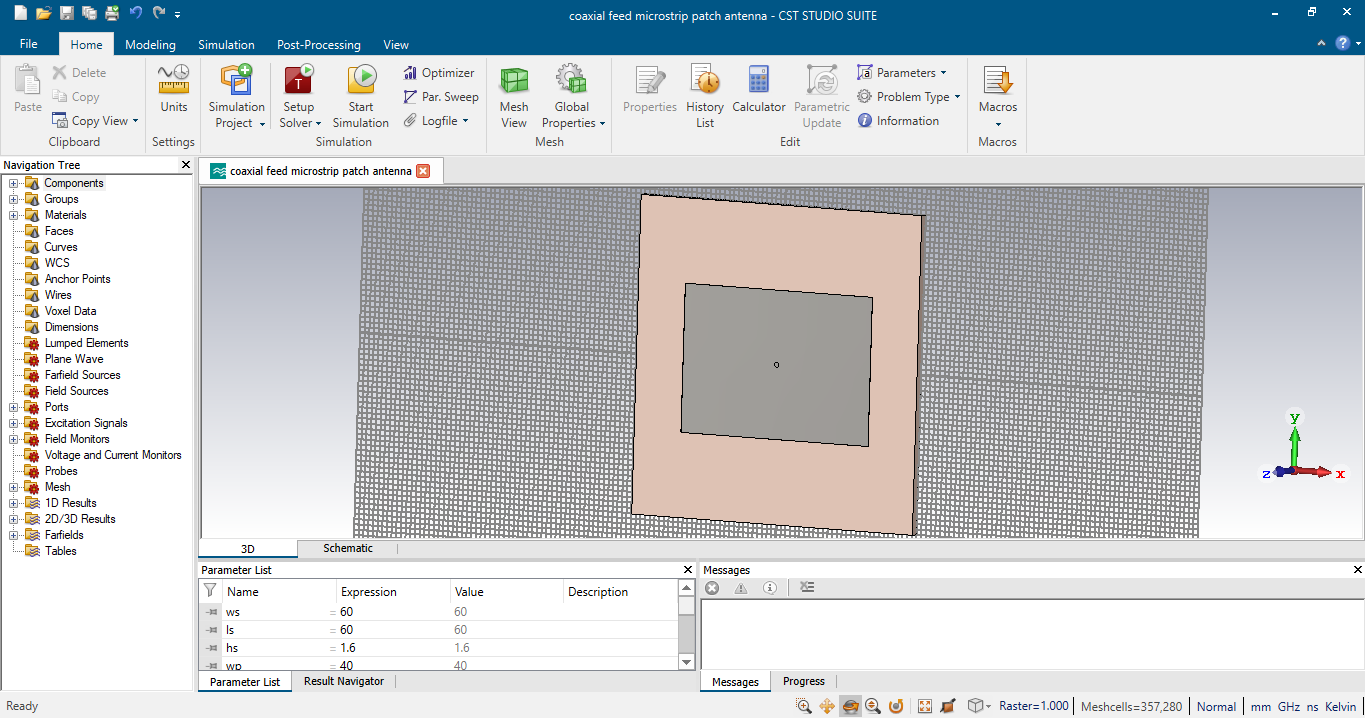 coaxial feed microstrip patch antenna - CST STUDIO SUITE
File Home Modeling Simulation Post-Processing View
Paste
Delete
Copy
Copy View
Clipboard
Units
Settings
Simulation Project
Setup Solver
Start Simulation
Optimizer
Par. Sweep
Logfile
Simulation
Mesh View
Global Properties
Mesh
Properties
History List
Calculator
Parametric Update
Parameters
Problem Type
Information
Edit
Macros
Macros
Navigation Tree
Components
Groups
Materials
Faces
Curves
WCS
Anchor Points
Wires
Voxel Data
Dimensions
Lumped Elements
Plane Wave
Farfield Sources
Field Sources
Ports
Excitation Signals
Field Monitors
Voltage and Current Monitors
Probes
Mesh
1D Results
2D/3D Results
Farfields
Tables
coaxial feed microstrip patch antenna
y
z x
3D Schematic
Parameter List
Name Expression Value Description
ws = 60 60
ls = 60 60
hs = 1.6 1.6
wp = 40 40
Parameter List Result Navigator
Messages
Messages Progress
Ready
Raster=1.000 Meshcells=357,280 Normal mm GHz ns Kelvin